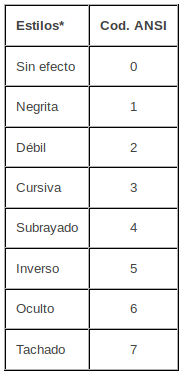 Estilos* Cod. ANSI
Sin efecto 0
Negrita 1
Débil 2
Cursiva 3
Subrayado 4
Inverso 5
Oculto 6
Tachado 7